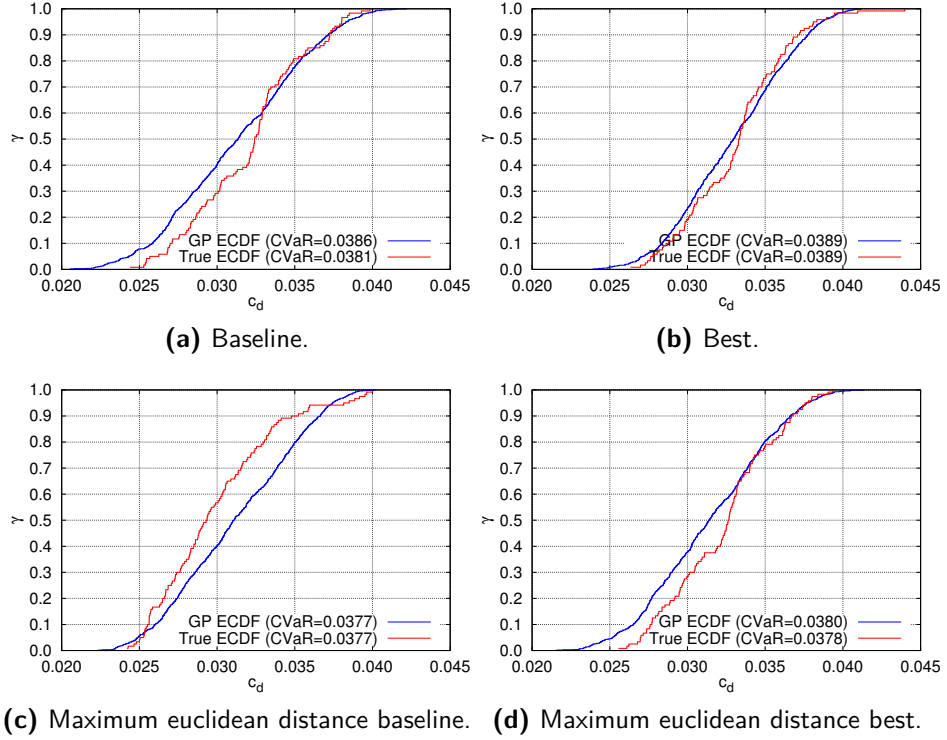 1.0
0.9
0.8
0.7
0.6
0.5
0.4
0.3
0.2
0.1
0.0
γ
GP ECDF (CVaR=0.0386)
True ECDF (CVaR=0.0381)
0.020 0.025 0.030 0.035 0.040 0.045
c_d
(a) Baseline.
1.0
0.9
0.8
0.7
0.6
0.5
0.4
0.3
0.2
0.1
0.0
γ
GP ECDF (CVaR=0.0389)
True ECDF (CVaR=0.0389)
0.020 0.025 0.030 0.035 0.040 0.045
c_d
(b) Best.
1.0
0.9
0.8
0.7
0.6
0.5
0.4
0.3
0.2
0.1
0.0
γ
GP ECDF (CVaR=0.0377)
True ECDF (CVaR=0.0377)
0.020 0.025 0.030 0.035 0.040 0.045
c_d
(c) Maximum euclidean distance baseline.
1.0
0.9
0.8
0.7
0.6
0.5
0.4
0.3
0.2
0.1
0.0
γ
GP ECDF (CVaR=0.0380)
True ECDF (CVaR=0.0378)
0.020 0.025 0.030 0.035 0.040 0.045
c_d
(d) Maximum euclidean distance best.